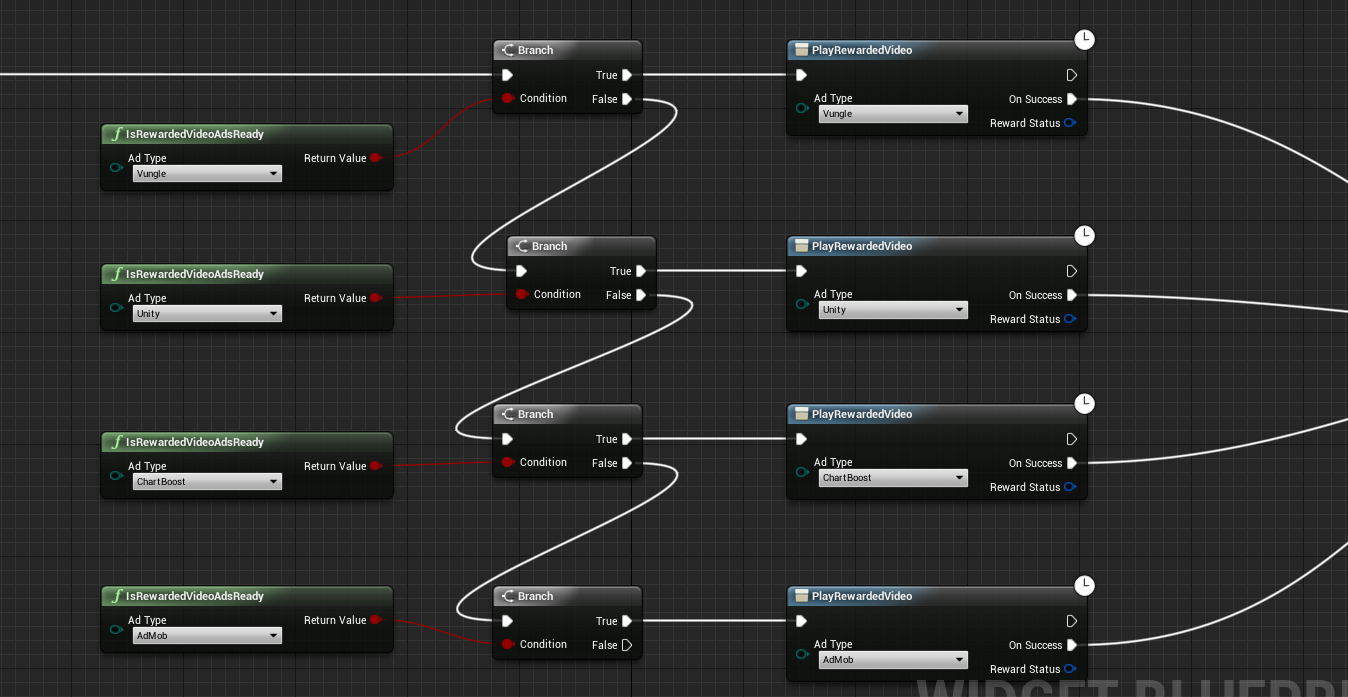 Branch
True
Condition
False
PlayRewardedVideo
Ad Type
Vungle
On Success
Reward Status
IsRewardedVideoAdsReady
Ad Type
Vungle
Return Value
Branch
True
Condition
False
PlayRewardedVideo
Ad Type
Unity
On Success
Reward Status
IsRewardedVideoAdsReady
Ad Type
Unity
Return Value
Branch
True
Condition
False
PlayRewardedVideo
Ad Type
ChartBoost
On Success
Reward Status
IsRewardedVideoAdsReady
Ad Type
ChartBoost
Return Value
Branch
True
Condition
False
PlayRewardedVideo
Ad Type
AdMob
On Success
Reward Status
IsRewardedVideoAdsReady
Ad Type
AdMob
Return Value
WIDGET